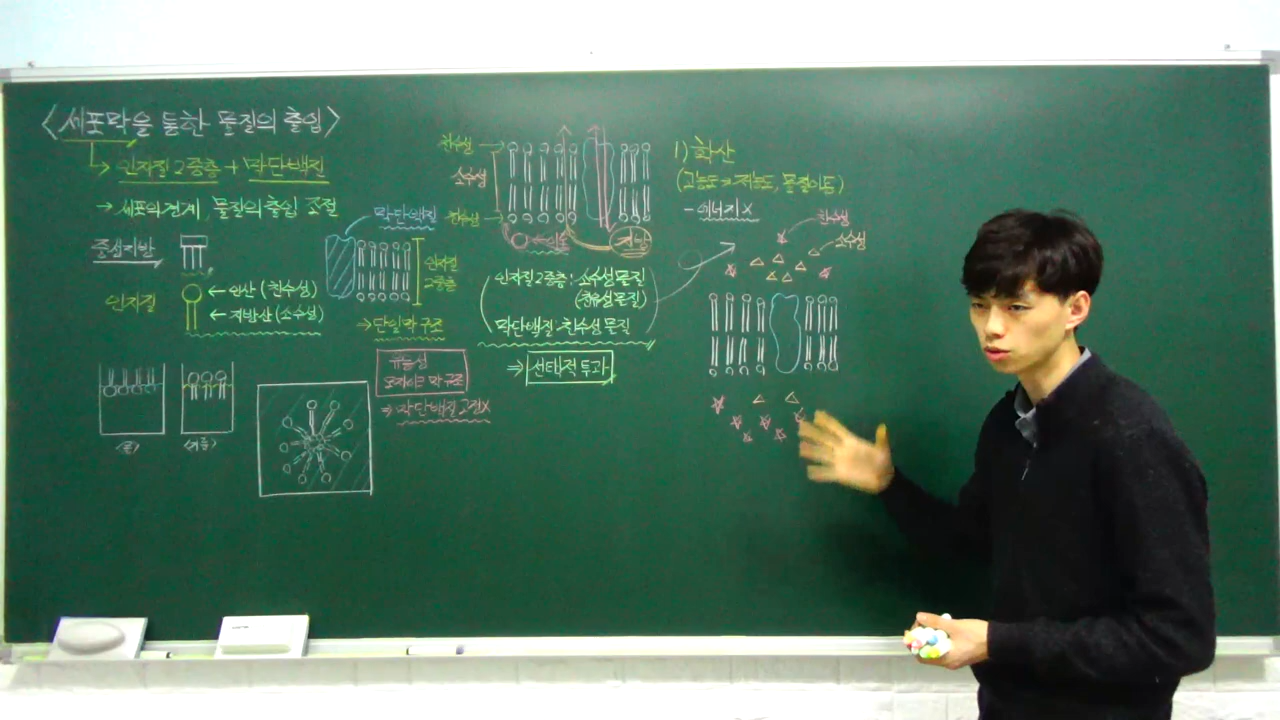 <세포막을 통한 물질의 출입>
→ 인지질 2중층 + 막단백질
→ 세포의 경계, 물질의 출입 조절
중성지방
인지질
← 인산 (친수성)
← 지방산 (소수성)
<물>
<기름>
막단백질
인지질
2중층
⇒ 단일막 구조
유동성
모자이크 막 구조
⇒ 막단백질 고정X
친수성
소수성
친수성
이온
지방
인지질 2중층 : 소수성 물질
막단백질 : 친수성 물질
⇒ 선택적 투과
1) 확산
(고농도 → 저농도, 물질이동)
- 에너지 X
친수성
소수성